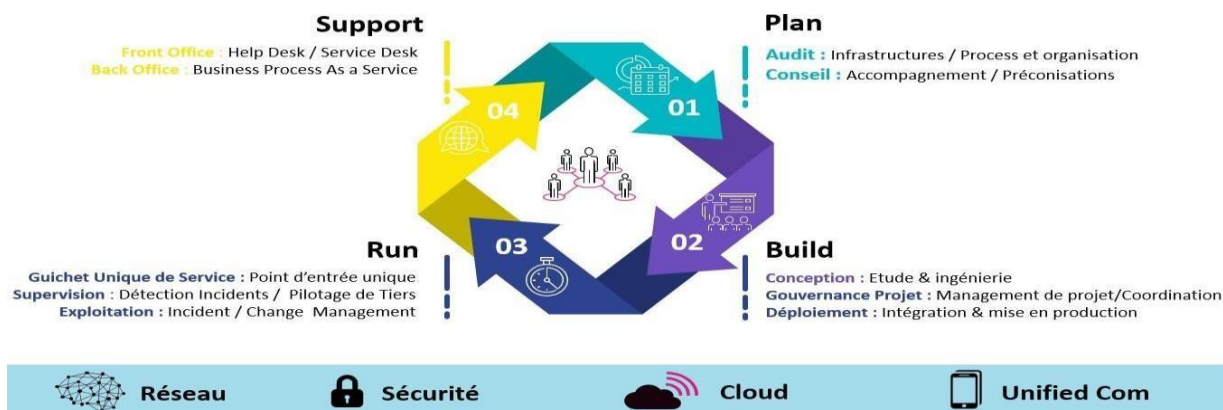 Support
Front Office : Help Desk / Service Desk
Back Office : Business Process As a Service
Plan
Audit : Infrastructures / Process et organisation
Conseil : Accompagnement / Préconisations
01
02
03
04
Run
Guichet Unique de Service : Point d'entrée unique
Supervision : Détection Incidents / Pilotage de Tiers
Exploitation : Incident / Change Management
Build
Conception : Etude & ingénierie
Gouvernance Projet : Management de projet/Coordination
Déploiement : Intégration & mise en production
Réseau
Sécurité
Cloud
Unified Com